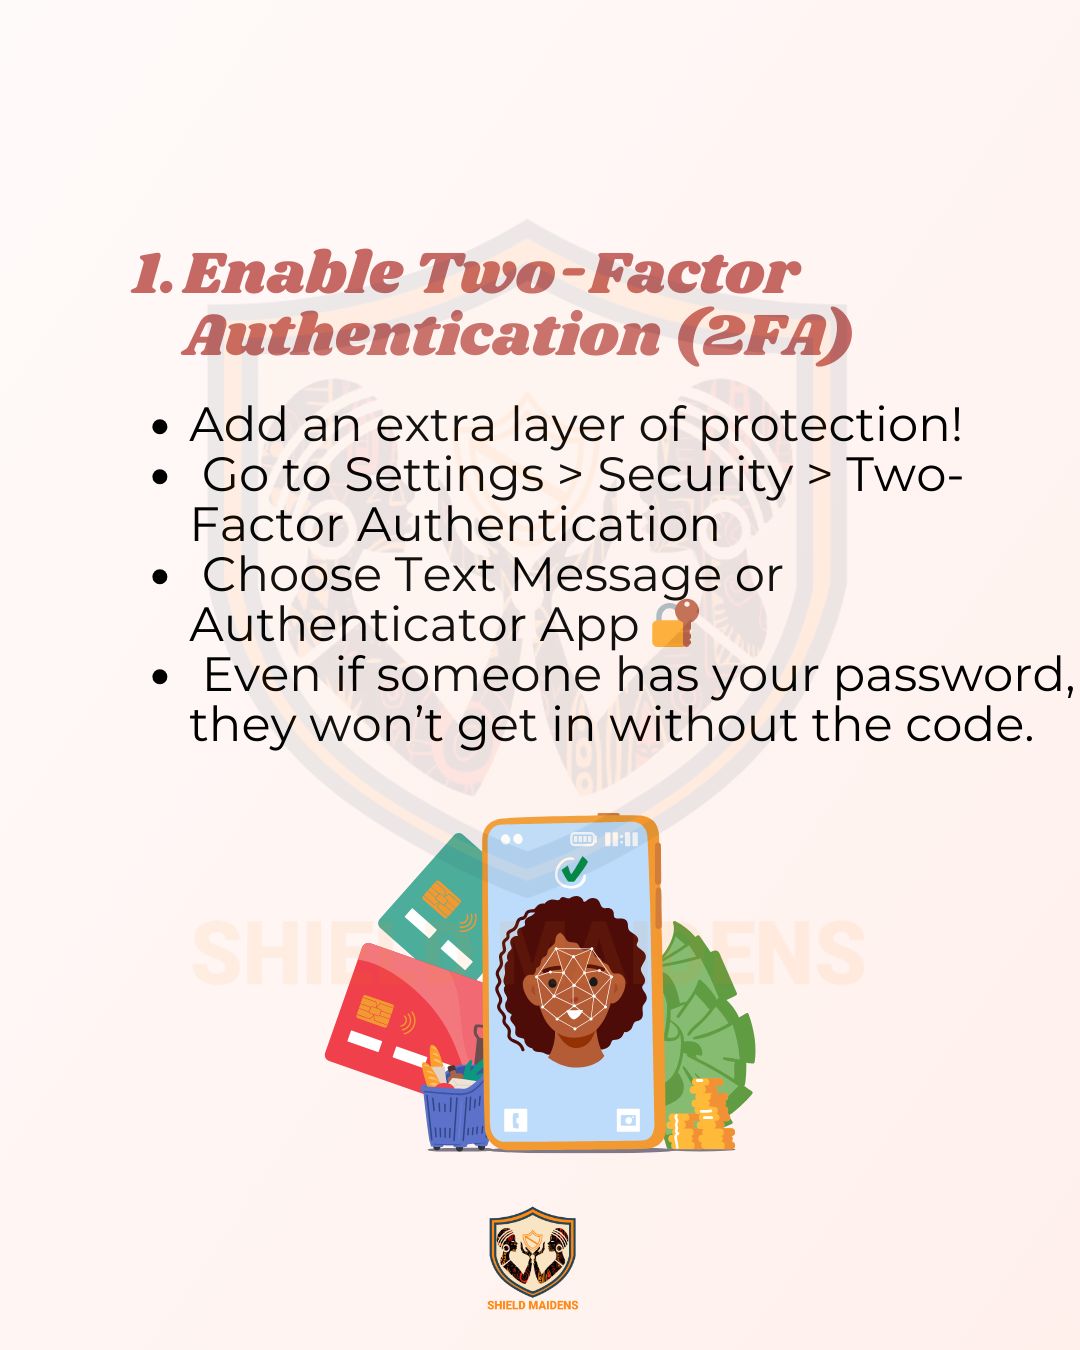 1. Enable Two-Factor
Authentication (2FA)
• Add an extra layer of protection!
• Go to Settings > Security > Two-
Factor Authentication
• Choose Text Message or
Authenticator App 🔐
• Even if someone has your password,
they won’t get in without the code.
SHIELD MAIDENS
SHIELD MAIDENS